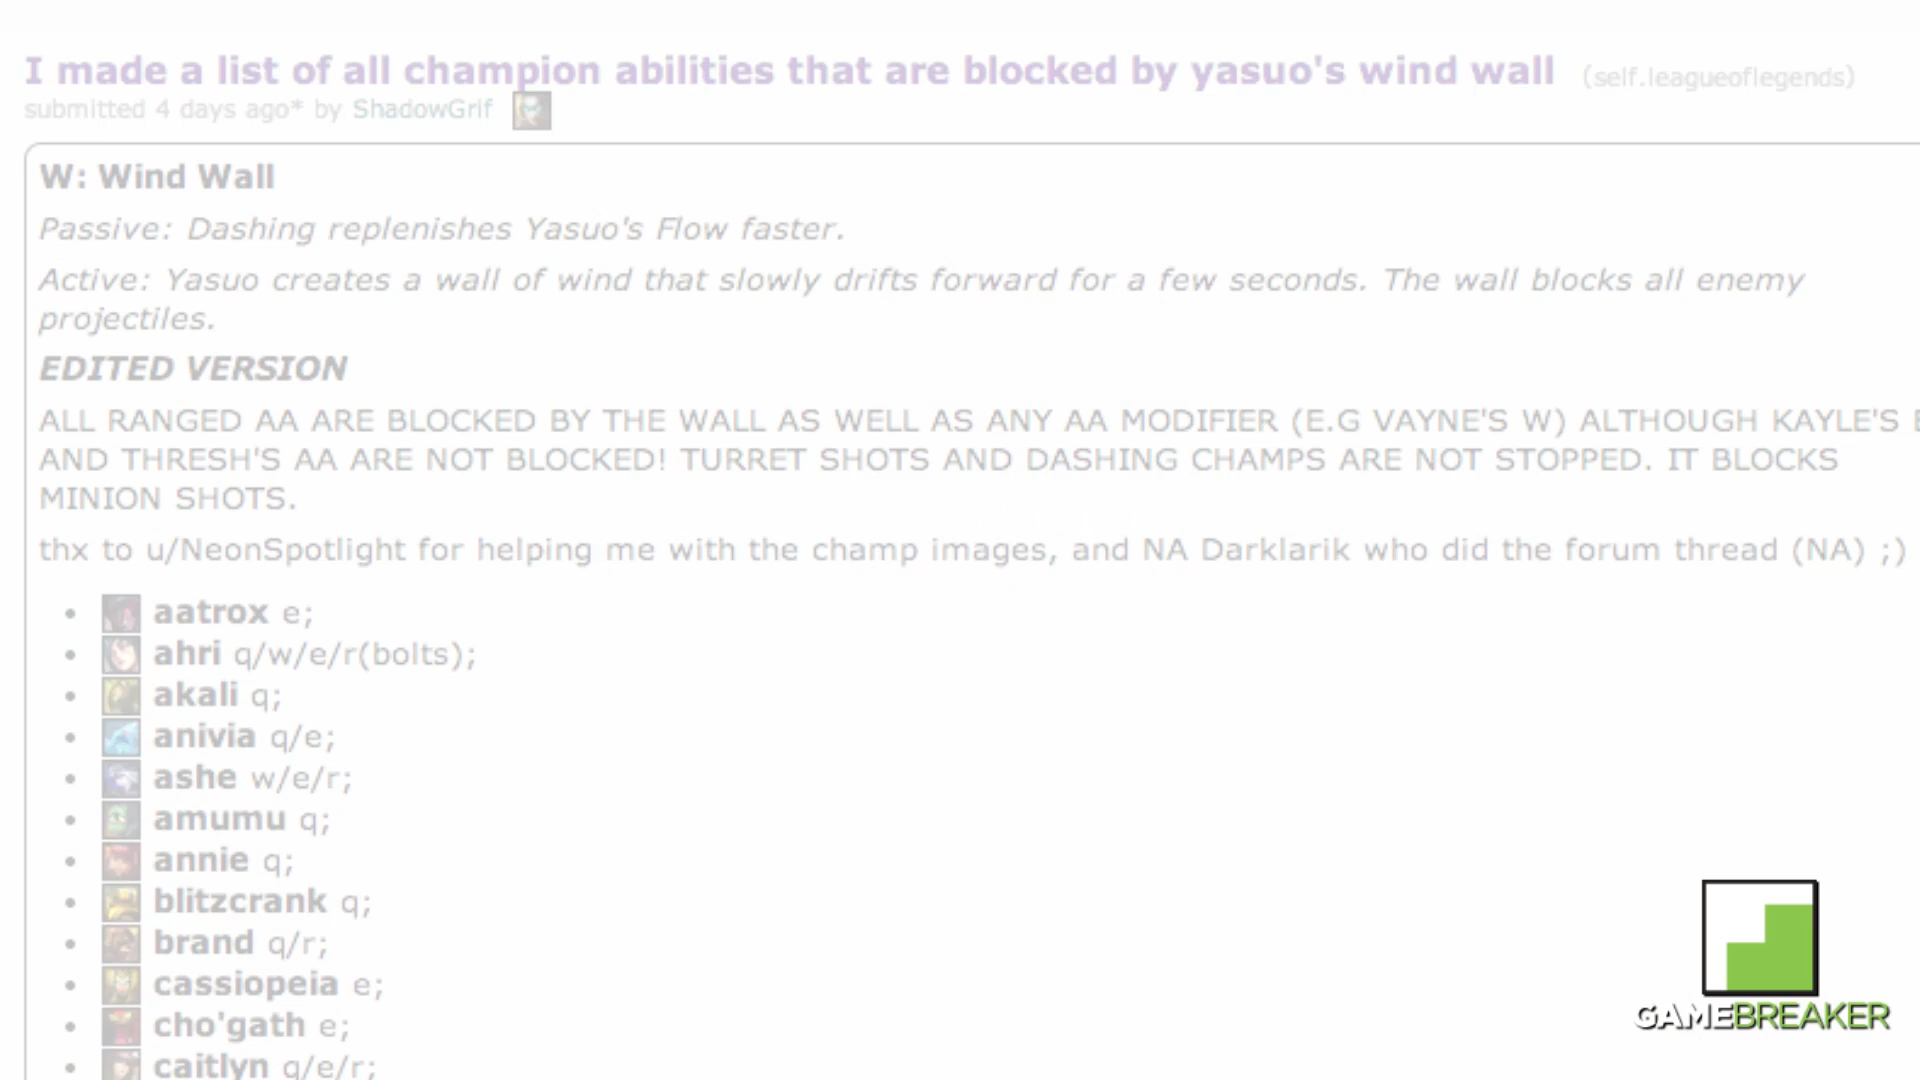 I made a list of all champion abilities that are blocked by yasuo's wind wall (self.leagueoflegends)
submitted 4 days ago* by ShadowGrif
W: Wind Wall
Passive: Dashing replenishes Yasuo's Flow faster.
Active: Yasuo creates a wall of wind that slowly drifts forward for a few seconds. The wall blocks all enemy
projectiles.
EDITED VERSION
ALL RANGED AA ARE BLOCKED BY THE WALL AS WELL AS ANY AA MODIFIER (E.G VAYNE'S W) ALTHOUGH KAYLE'S E
AND THRESH'S AA ARE NOT BLOCKED! TURRET SHOTS AND DASHING CHAMPS ARE NOT STOPPED. IT BLOCKS
MINION SHOTS.
thx to u/NeonSpotlight for helping me with the champ images, and NA Darklarik who did the forum thread (NA) ;)
• aatrox e;
• ahri q/w/e/r(bolts);
• akali q;
• anivia q/e;
• ashe w/e/r;
• amumu q;
• annie q;
• blitzcrank q;
• brand q/r;
• cassiopeia e;
• cho'gath e;
• caitlyn q/e/r;
GAMEBREAKER